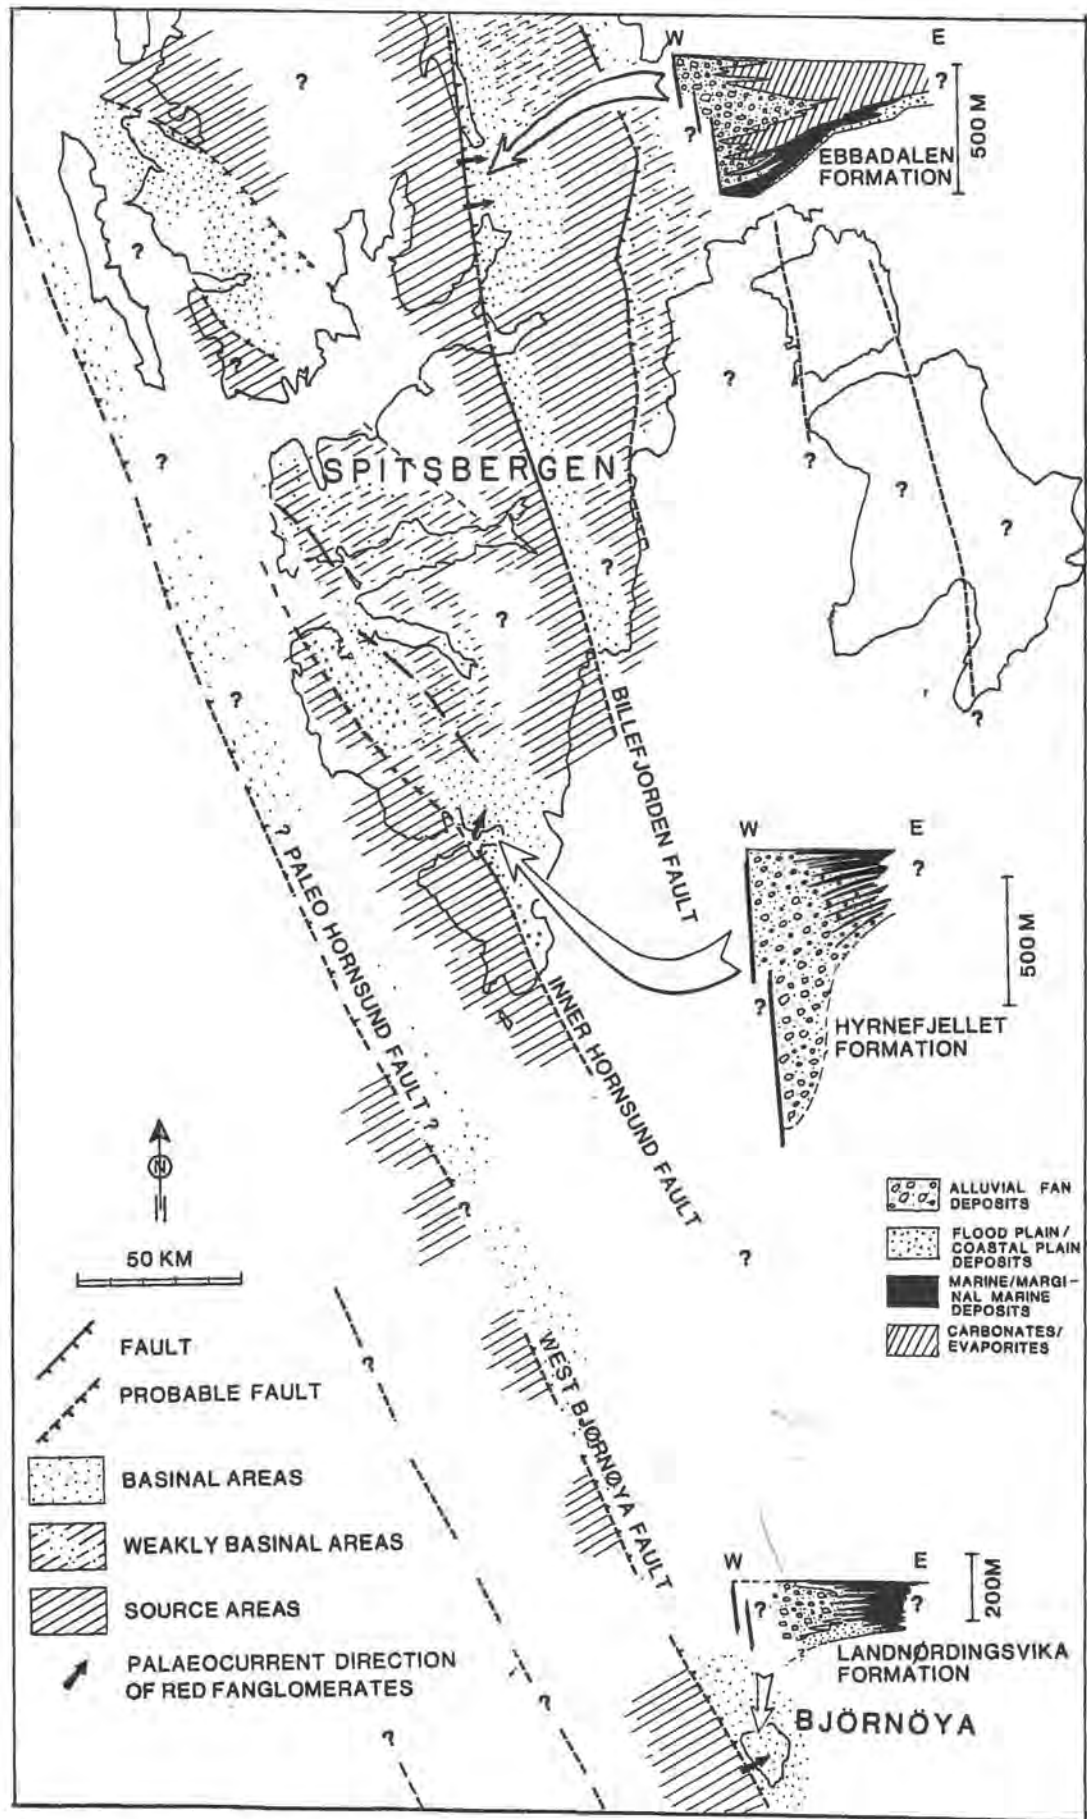 W
E
?
?
?
500 M
EBBADALEN
FORMATION
?
?
?
?
?
?
?
?
SPITSBERGEN
?
?
?
?
BILLEFJORDEN FAULT
? PALEO HORNSUND FAULT ?
INNER HORNSUND FAULT
?
?
W
E
?
?
500 M
HYRNEFJELLET
FORMATION
N
50 KM
ALLUVIAL FAN
DEPOSITS
FLOOD PLAIN/
COASTAL PLAIN
DEPOSITS
MARINE/MARGI-
NAL MARINE
DEPOSITS
CARBONATES/
EVAPORITES
FAULT
PROBABLE FAULT
BASINAL AREAS
WEAKLY BASINAL AREAS
SOURCE AREAS
PALAEOCURRENT DIRECTION
OF RED FANGLOMERATES
?
?
?
?
WEST BJØRNØYA FAULT
W
E
?
?
?
200M
LANDNØRDINGSVIKA
FORMATION
BJÖRNÖYA